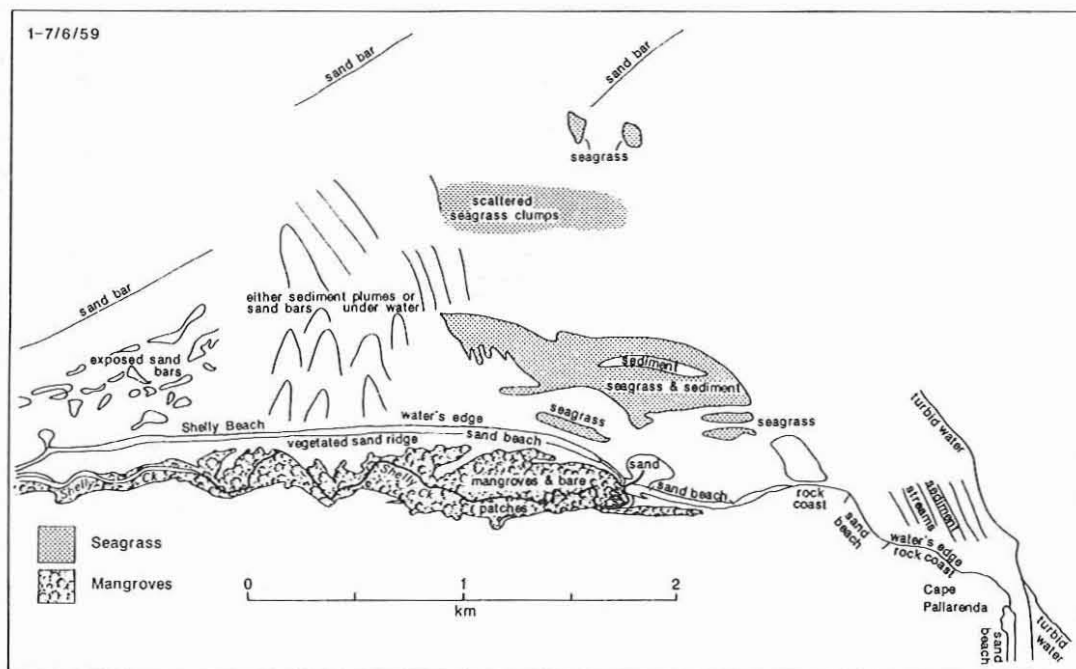 1-7/6/59
sand bar
sand bar
seagrass
scattered
seagrass clumps
sand bar
either sediment plumes or
sand bars under water
exposed sand
bars
sediment
seagrass & sediment
seagrass
seagrass
turbid water
Shelly Beach
water's edge
vegetated sand ridge
sand beach
Shelly Ck
Shelly Ck
mangroves & bare
patches
sand
sand beach
rock
coast
sand
beach
sediment
streams
water's edge
rock coast
Cape
Pallarenda
sand
beach
turbid
water
Seagrass
Mangroves
0 1 2
km